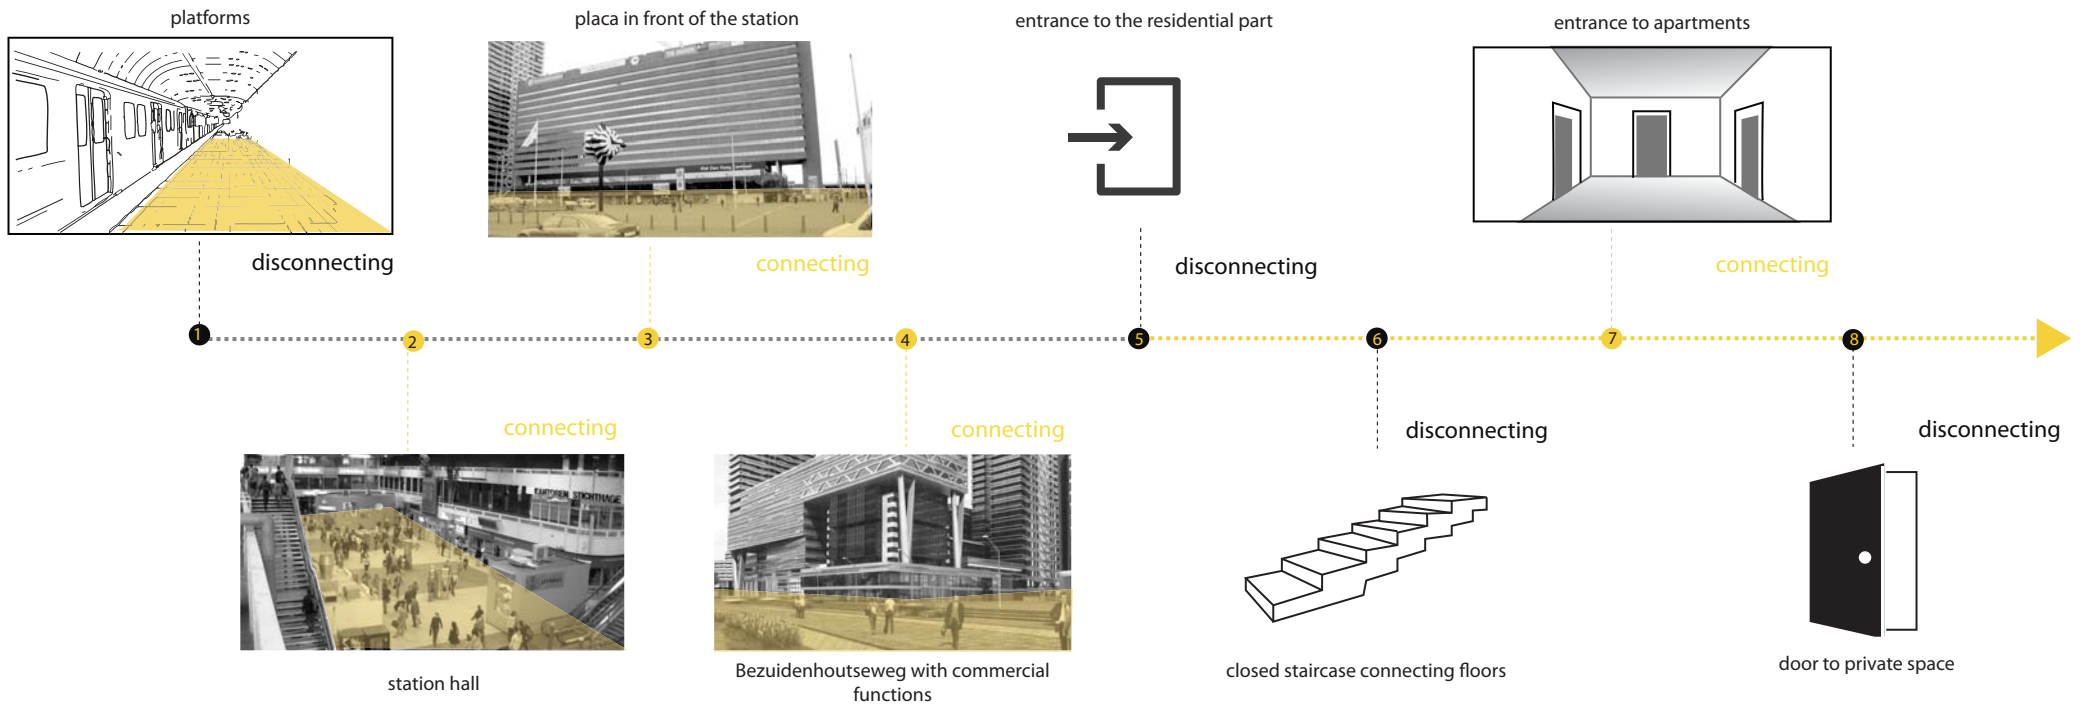 platforms
placa in front of the station
entrance to the residential part
entrance to apartments
disconnecting
connecting
disconnecting
connecting
1
2
3
4
5
6
7
8
connecting
connecting
disconnecting
disconnecting
KANTOREN STICHTHAGE
station hall
Bezuidenhoutseweg with commercial
functions
closed staircase connecting floors
door to private space